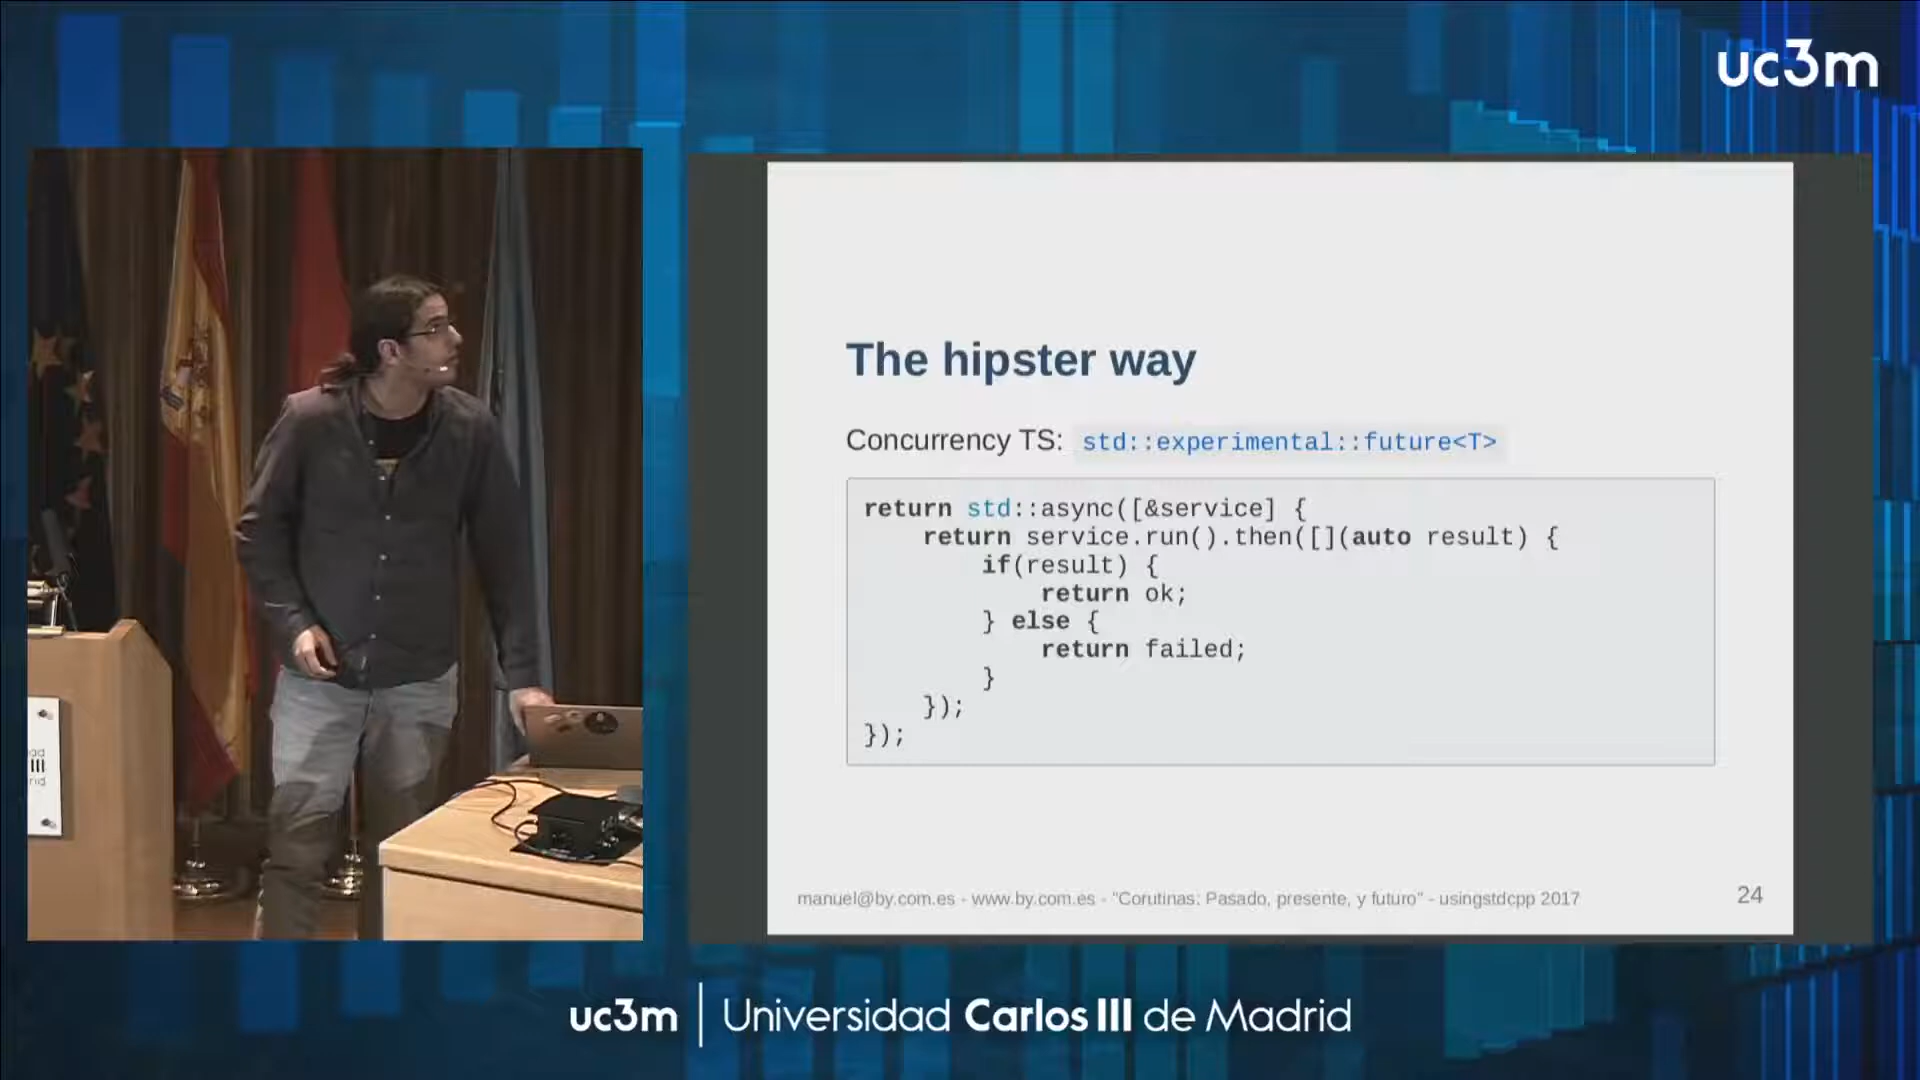 uc3m
The hipster way
Concurrency TS: std::experimental::future<T>
return std::async([&service] {
return service.run().then([](auto result) {
if(result) {
return ok;
} else {
return failed;
}
});
});
manuel@by.com.es - www.by.com.es - "Corutinas: Pasado, presente, y futuro" - usingstdcpp 2017
24
III
uc3m | Universidad Carlos III de Madrid